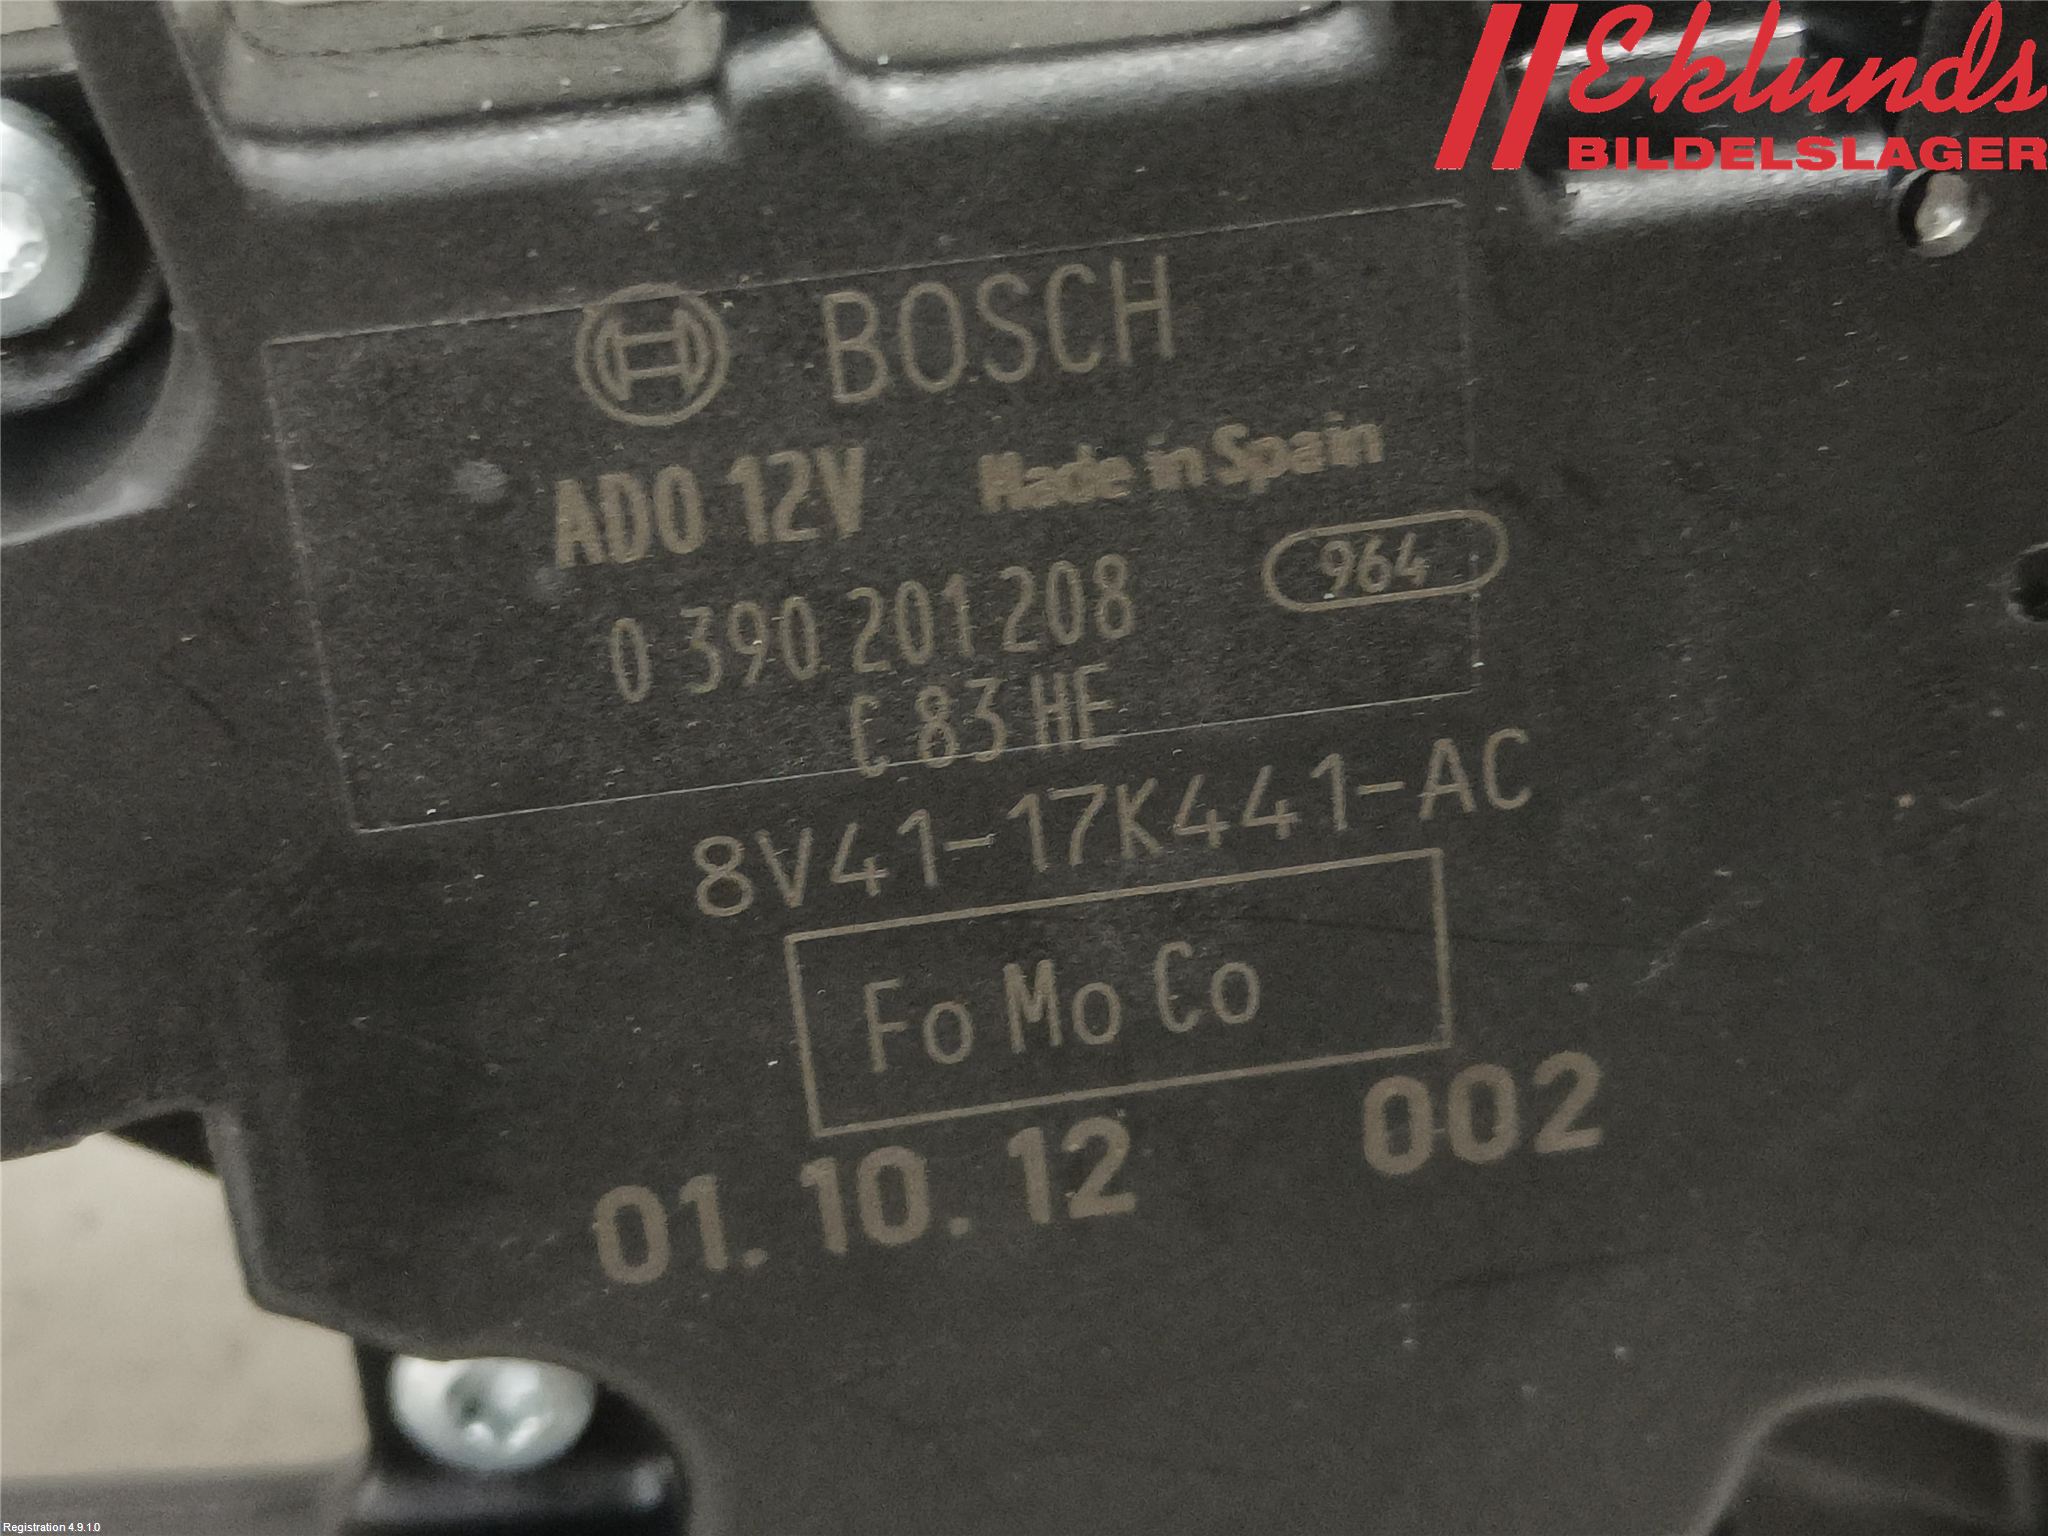 Eklunds
BILDELSLAGER
BOSCH
AD0 12V Made in Spain
0 390 201 208 964
C 83 HE
8V41-17K441-AC
Fo Mo Co
01.10.12 002
Registration 4.9.1.0